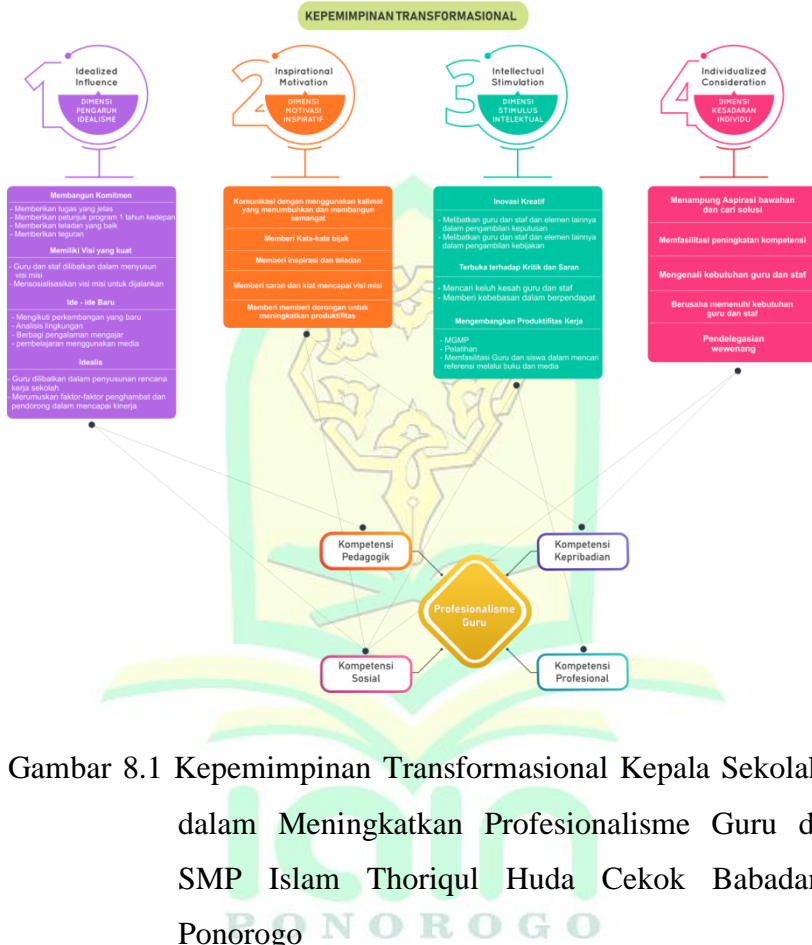 KEPEMIMPINAN TRANSFORMASIONAL
1
Idealized
Influence
DIMENSI
PENGARUH
IDEALISME
2
Inspirational
Motivation
DIMENSI
MOTIVASI
INSPIRATIF
3
Intellectual
Stimulation
DIMENSI
STIMULUS
INTELEKTUAL
4
Individualized
Consideration
DIMENSI
KESADARAN
INDIVIDU
Membangun Komitmen
- Memberikan tugas yang jelas
- Memberikan petunjuk program 1 tahun kedepan
- Memberikan teladan yang baik
- Memberikan teguran
Memiliki Visi yang kuat
- Guru dan staf dilibatkan dalam menyusun
visi misi
- Mensosialisasikan visi misi untuk dijalankan
Ide - ide Baru
- Mengikuti perkembangan yang baru
- Analisis lingkungan
- Berbagi pengalaman mengajar
- pembelajaran menggunakan media
Idealis
- Guru dilibatkan dalam penyusunan rencana
kerja sekolah
- Merumuskan faktor-faktor penghambat dan
pendorong dalam mencapai kinerja
Komunikasi dengan menggunakan kalimat
yang menumbuhkan dan membangun
semangat
Memberi Kata-kata bijak
Memberi inspirasi dan teladan
Memberi saran dan kiat mencapai visi misi
Memberi memberi dorongan untuk
meningkatkan produktifitas
Inovasi Kreatif
- Melibatkan guru dan staf dan elemen lainnya
dalam pengambilan keputusan
- Melibatkan guru dan staf dan elemen lainnya
dalam pengambilan kebijakan
Terbuka terhadap Kritik dan Saran
- Mencari keluh kesah guru dan staf
- Memberi kebebasan dalam berpendapat
Mengembangkan Produktifitas Kerja
- MGMP
- Pelatihan
- Memfasilitasi Guru dan siswa dalam mencari
referensi melalui buku dan media
Menampung Aspirasi bawahan
dan cari solusi
Memfasilitasi peningkatan kompetensi
Mengenali kebutuhan guru dan staf
Berusaha memenuhi kebutuhan
guru dan staf
Pendelegasian
wewenang
Kompetensi
Pedagogik
Kompetensi
Kepribadian
Profesionalisme
Guru
Kompetensi
Sosial
Kompetensi
Profesional
Gambar 8.1 Kepemimpinan Transformasional Kepala Sekolah
dalam Meningkatkan Profesionalisme Guru d
SMP Islam Thoriqul Huda Cekok Babadan
Ponorogo
iain
PONOROGO